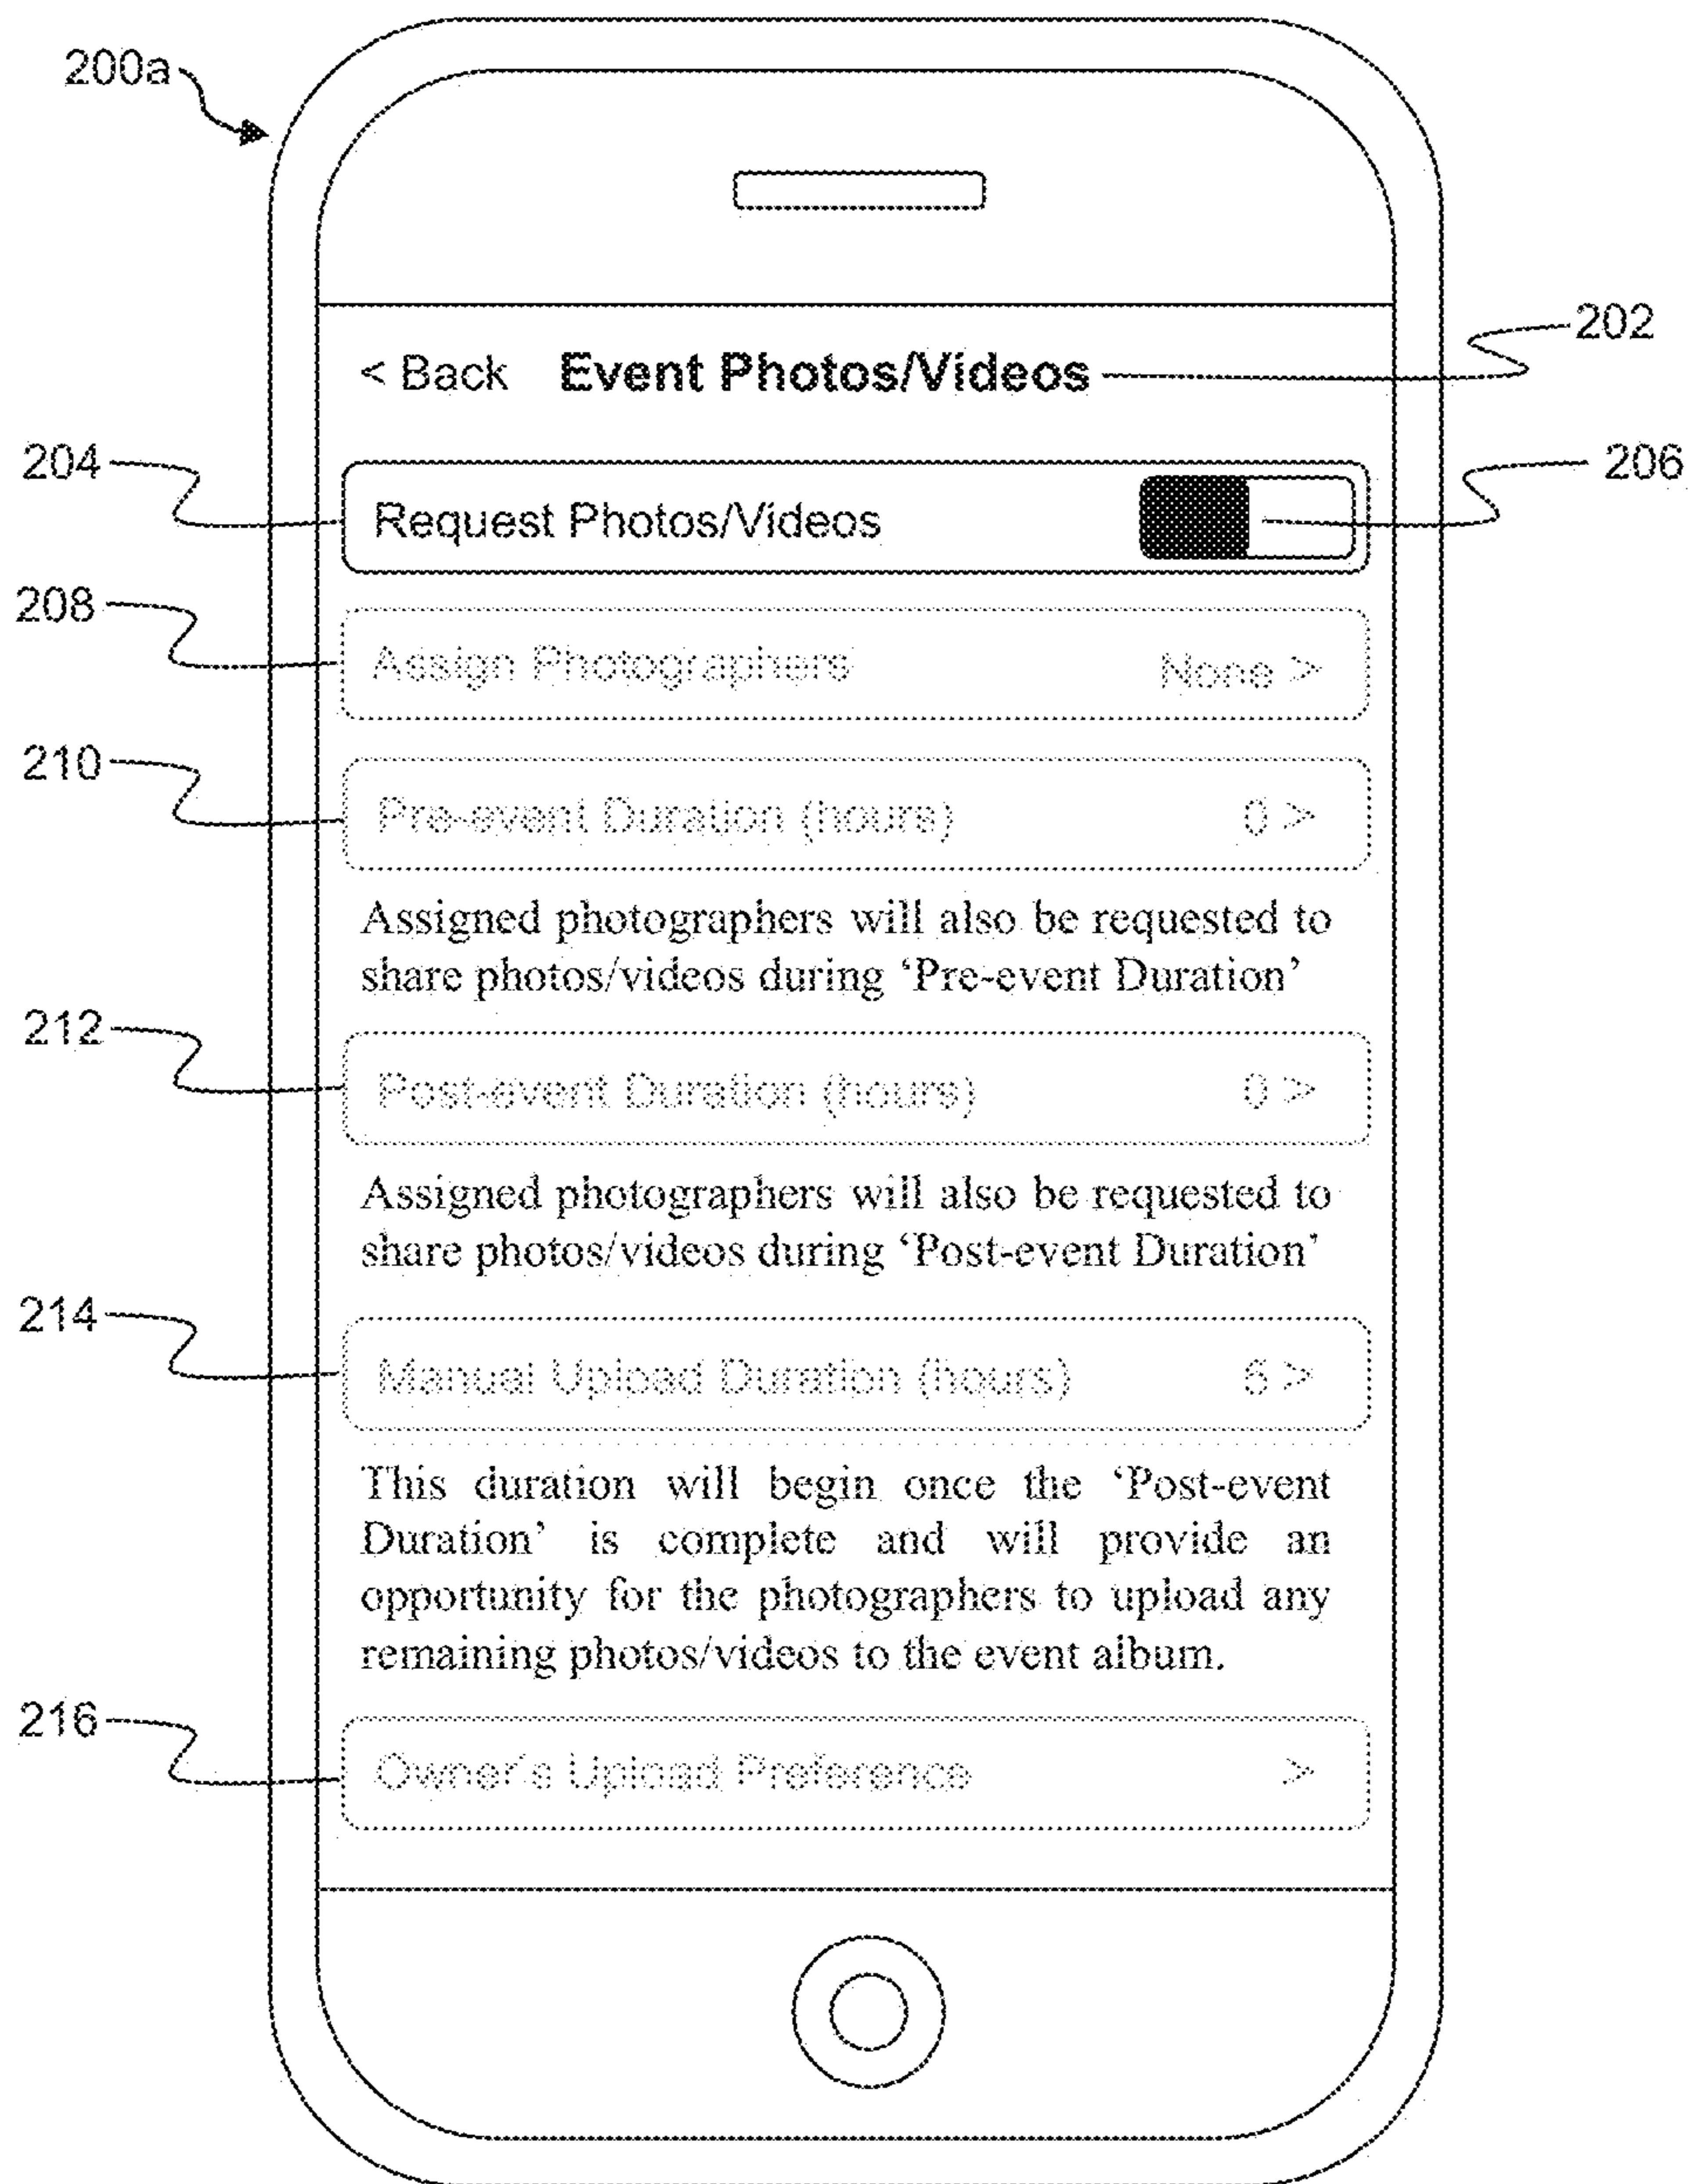 200a
202
< Back Event Photos/Videos
204
206
Request Photos/Videos
208
Assign Photographers None >
210
Pre-event Duration (hours) 0 >
Assigned photographers will also be requested to
share photos/videos during ‘Pre-event Duration’
212
Post-event Duration (hours) 0 >
Assigned photographers will also be requested to
share photos/videos during ‘Post-event Duration’
214
Manual Upload Duration (hours) 6 >
This duration will begin once the ‘Post-event
Duration’ is complete and will provide an
opportunity for the photographers to upload any
remaining photos/videos to the event album.
216
Owner's Upload Preference >